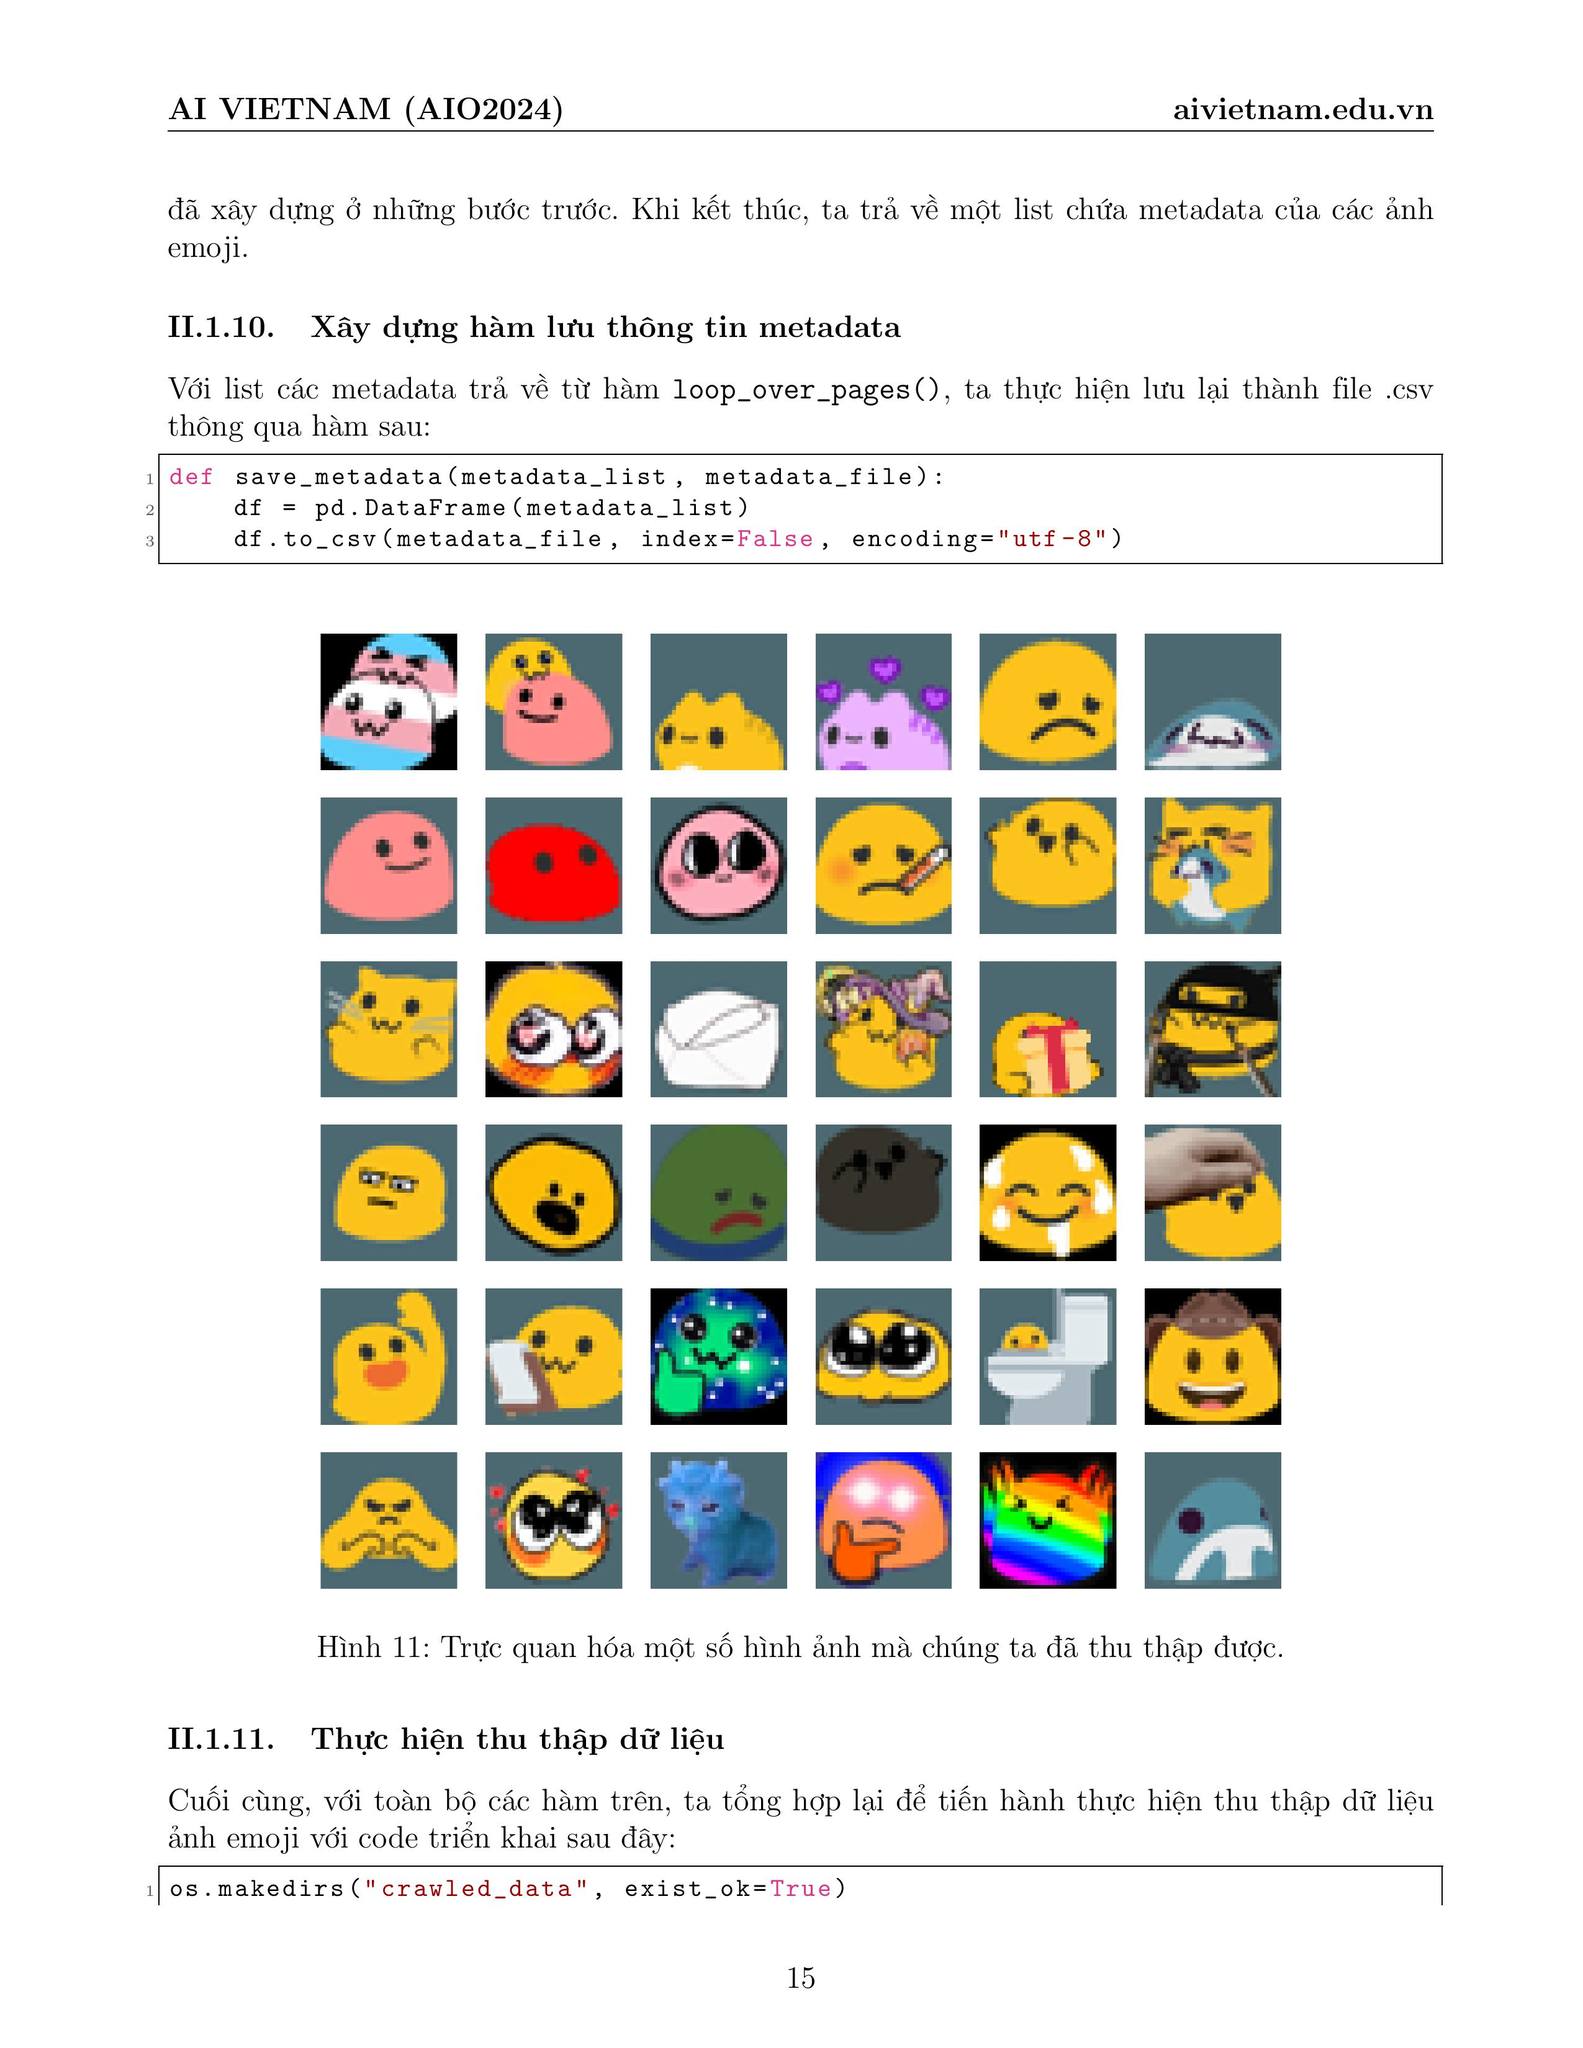 AI VIETNAM (AIO2024) aivietnam.edu.vn
đã xây dựng ở những bước trước. Khi kết thúc, ta trả về một list chứa metadata của các ảnh
emoji.
II.1.10. Xây dựng hàm lưu thông tin metadata
Với list các metadata trả về từ hàm loop_over_pages(), ta thực hiện lưu lại thành file .csv
thông qua hàm sau:
1 def save_metadata(metadata_list, metadata_file):
2     df = pd.DataFrame(metadata_list)
3     df.to_csv(metadata_file, index=False, encoding="utf-8")
Hình 11: Trực quan hóa một số hình ảnh mà chúng ta đã thu thập được.
II.1.11. Thực hiện thu thập dữ liệu
Cuối cùng, với toàn bộ các hàm trên, ta tổng hợp lại để tiến hành thực hiện thu thập dữ liệu
ảnh emoji với code triển khai sau đây:
1 os.makedirs("crawled_data", exist_ok=True)
15